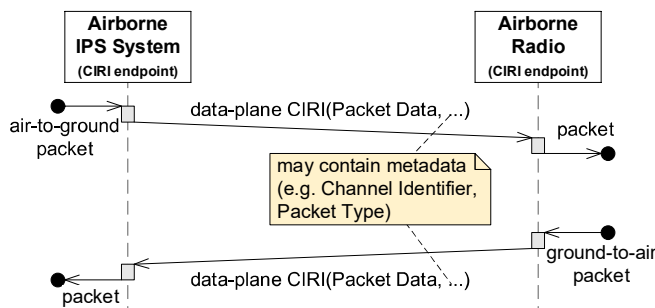 Airborne
IPS System
(CIRI endpoint)
Airborne
Radio
(CIRI endpoint)
data-plane CIRI(Packet Data, ...)
air-to-ground
packet
packet
may contain metadata
(e.g. Channel Identifier,
Packet Type)
ground-to-air
packet
data-plane CIRI(Packet Data, ...)
packet